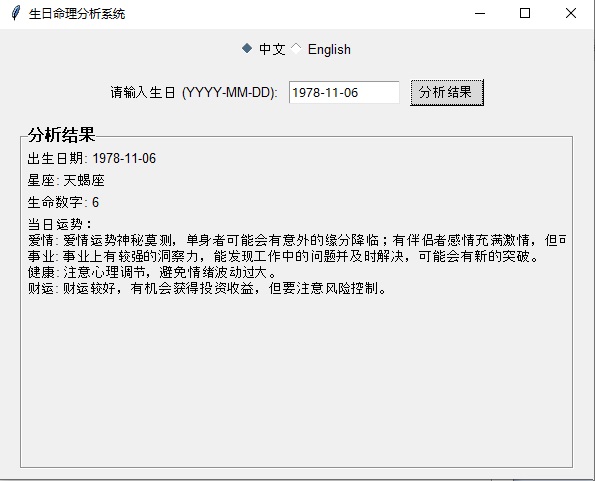 生日命理分析系统
中文 English
请输入生日 (YYYY-MM-DD): 1978-11-06 分析结果
分析结果
出生日期: 1978-11-06
星座: 天蝎座
生命数字: 6
当日运势：
爱情: 爱情运势神秘莫测，单身者可能会有意外的缘分降临；有伴侣者感情充满激情，但
事业: 事业上有较强的洞察力，能发现工作中的问题并及时解决，可能会有新的突破。
健康: 注意心理调节，避免情绪波动过大。
财运: 财运较好，有机会获得投资收益，但要注意风险控制。